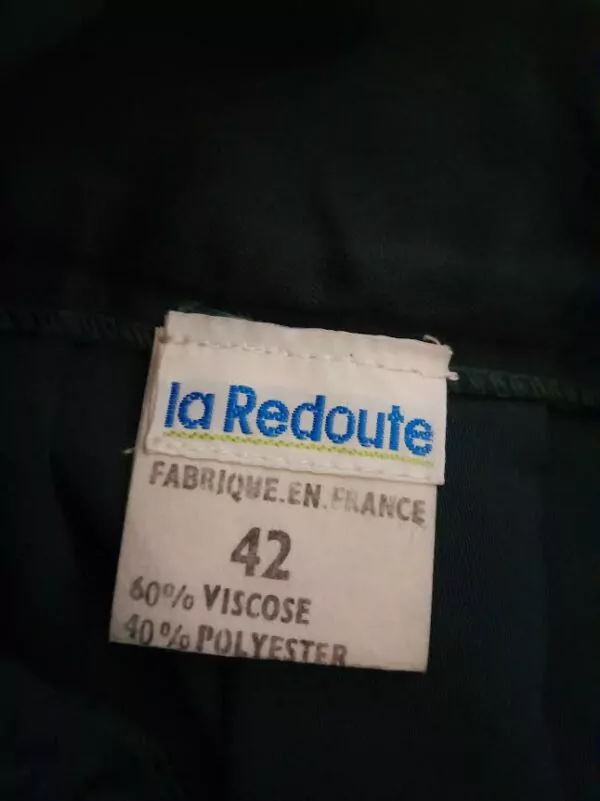 la Redoute
FABRIQUE.EN.FRANCE
42
60% VISCOSE
40% POLYESTER